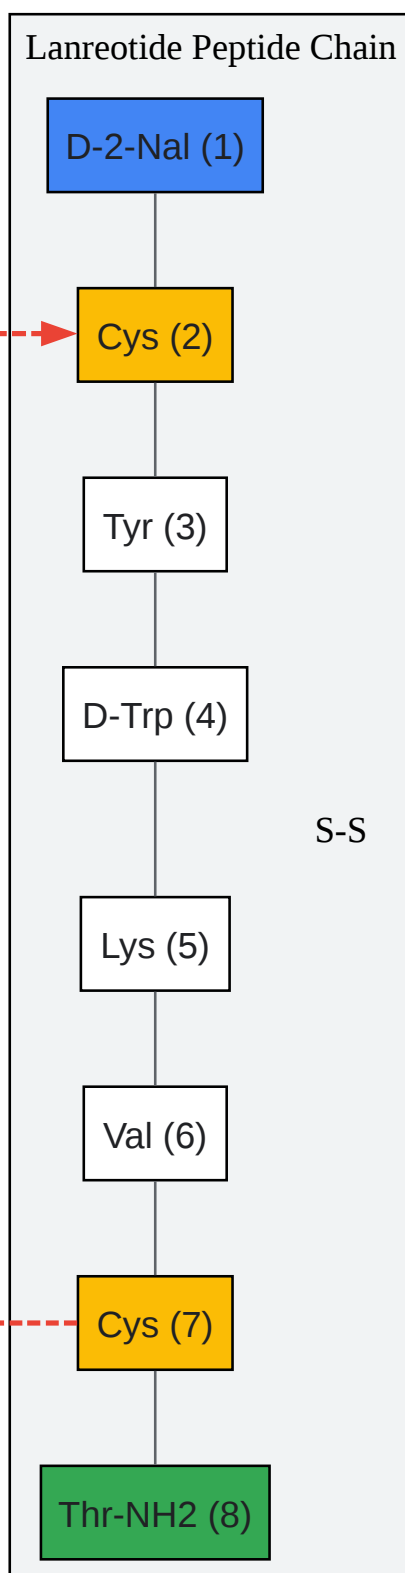 Lanreotide Peptide Chain
D-2-Nal (1)
Cys (2)
Tyr (3)
D-Trp (4)
S-S
Lys (5)
Val (6)
Cys (7)
Thr-NH2 (8)